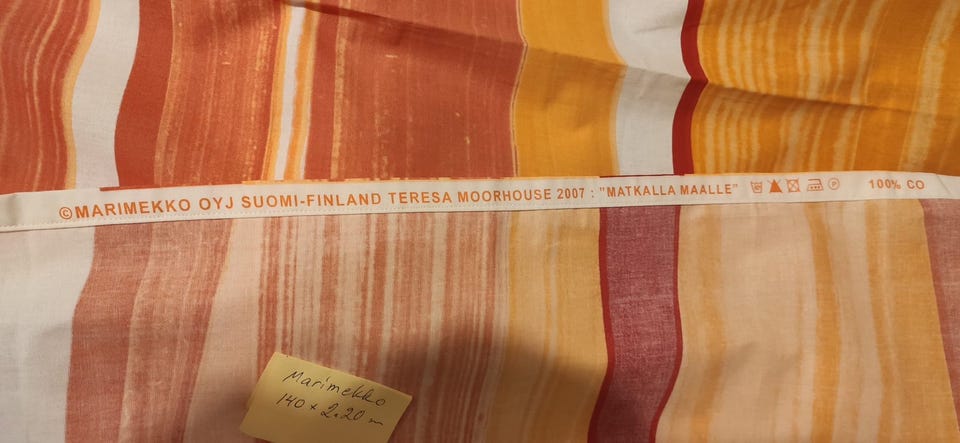 ©MARIMEKKO OYJ SUOMI-FINLAND TERESA MOORHOUSE 2007 : "MATKALLA MAALLE" 100% CO
Marimekko
140 x 2.20 m